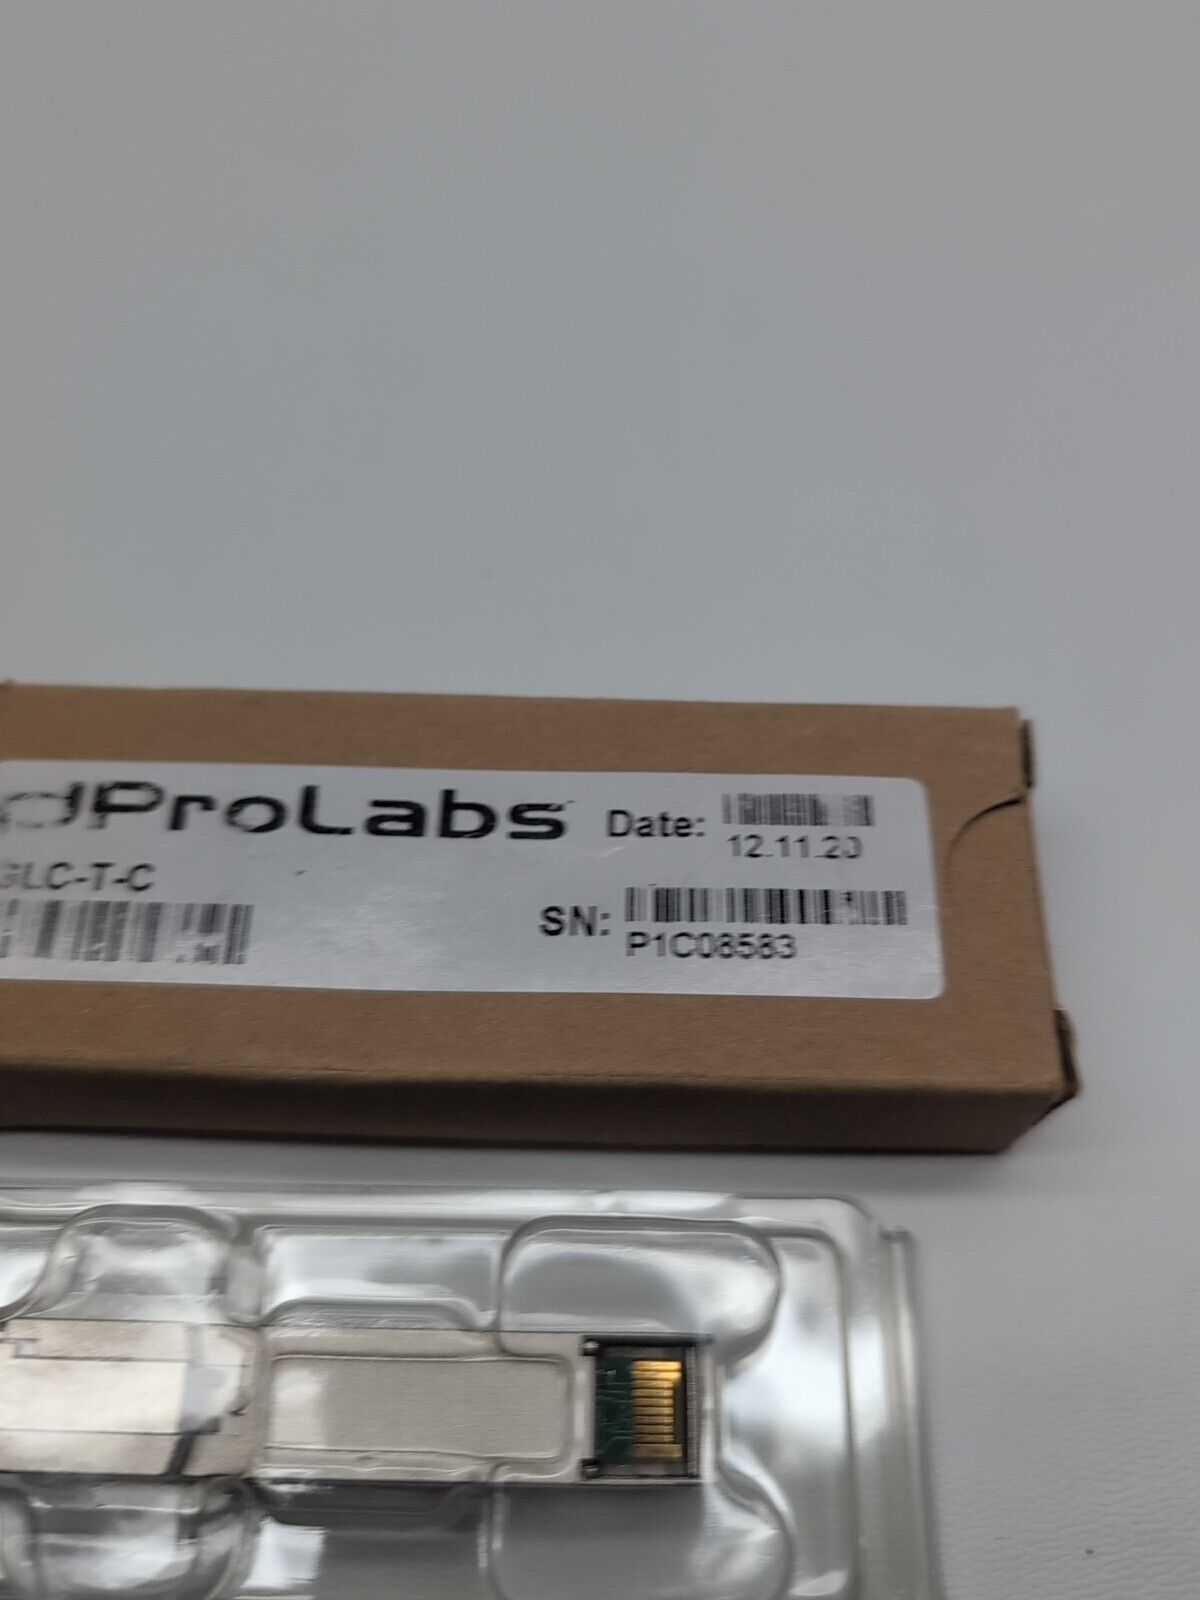 ProLabs
Date:
12.11.20
GLC-T-C
SN:
P1C08583